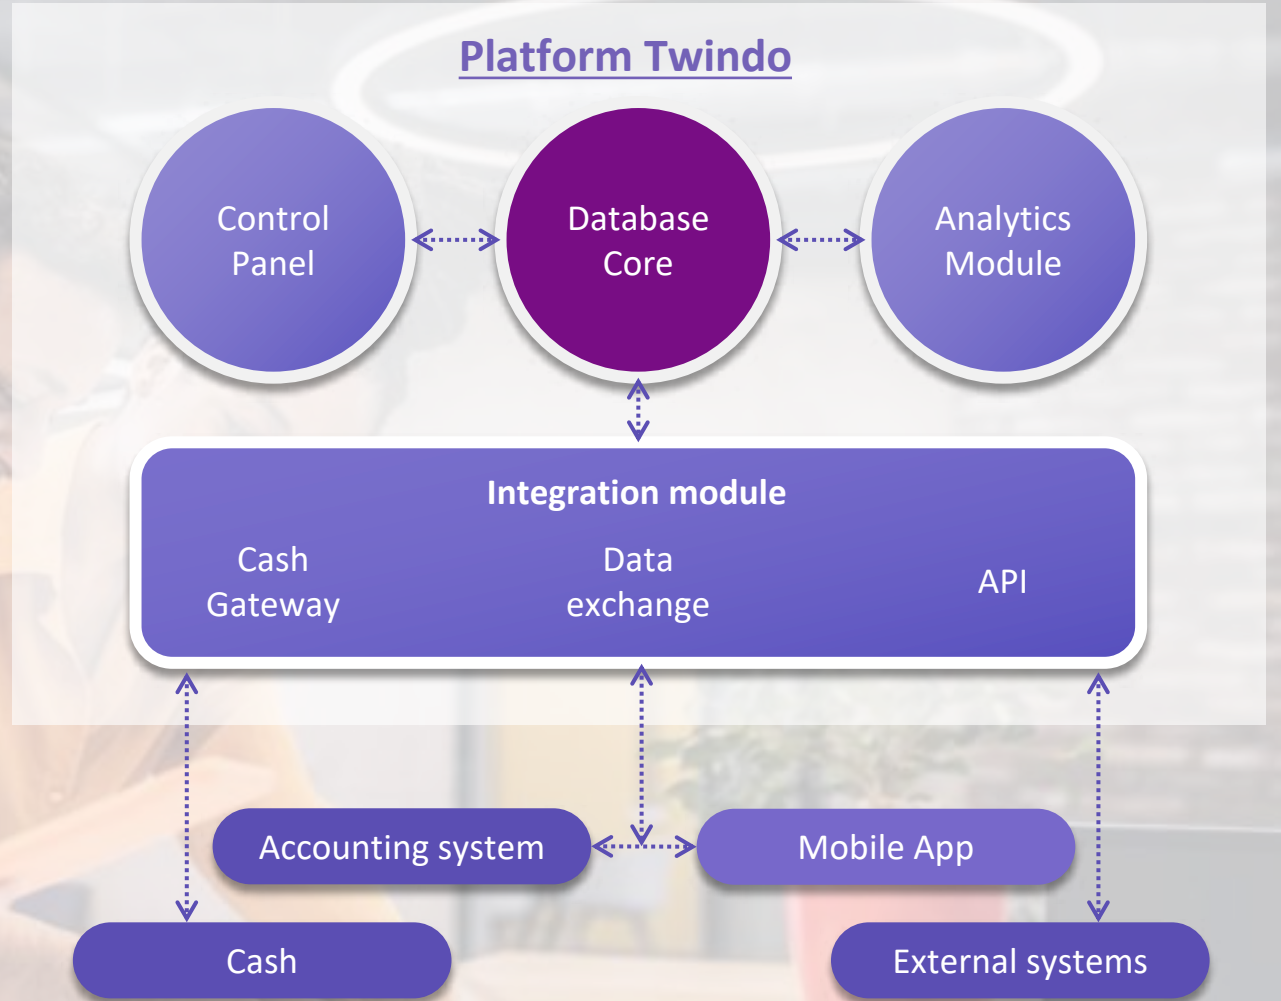 Platform Twindo
Control
Panel
Database
Core
Analytics
Module
Integration module
Cash
Gateway
Data
exchange
API
Accounting system
Mobile App
Cash
External systems